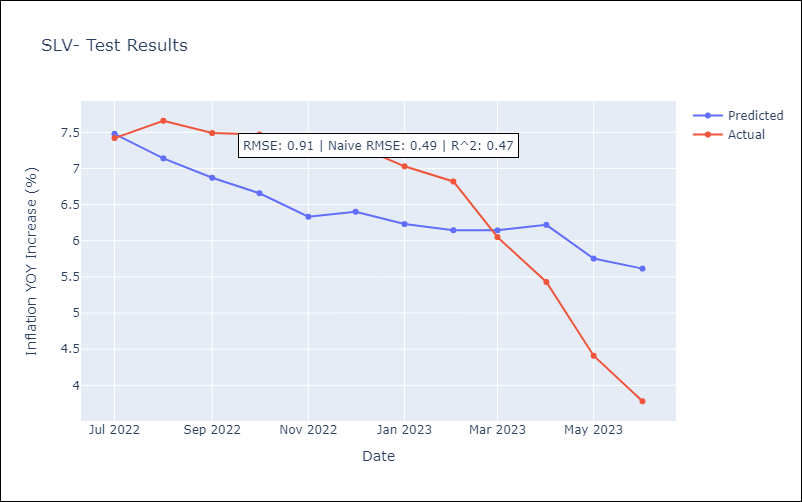 SLV- Test Results
Predicted
Actual
RMSE: 0.91 | Naive RMSE: 0.49 | R^2: 0.47
7.5
7
6.5
6
5.5
5
4.5
4
Inflation YOY Increase (%)
Jul 2022 Sep 2022 Nov 2022 Jan 2023 Mar 2023 May 2023
Date